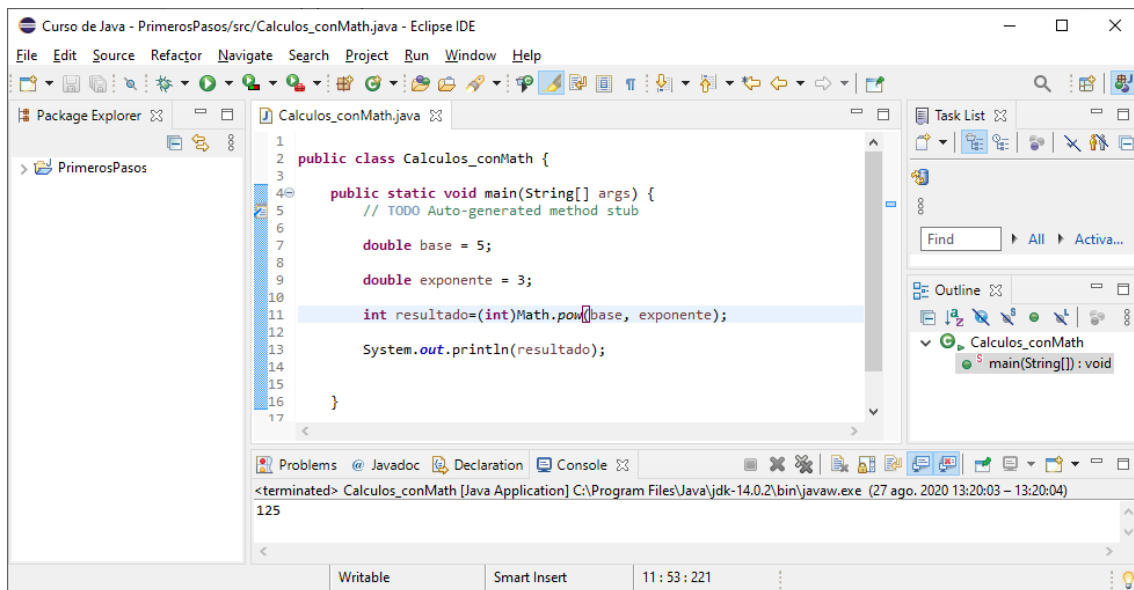 Curso de Java - PrimerosPasos/src/Calculos_conMath.java - Eclipse IDE
File Edit Source Refactor Navigate Search Project Run Window Help
Package Explorer
PrimerosPasos
Calculos_conMath.java
1
2 public class Calculos_conMath {
3
4 public static void main(String[] args) {
5 // TODO Auto-generated method stub
6
7 double base = 5;
8
9 double exponente = 3;
10
11 int resultado=(int)Math.pow(base, exponente);
12
13 System.out.println(resultado);
14
15
16 }
17
Task List
Find All Activa...
Outline
Calculos_conMath
main(String[]) : void
Problems Javadoc Declaration Console
<terminated> Calculos_conMath [Java Application] C:\Program Files\Java\jdk-14.0.2\bin\javaw.exe (27 ago. 2020 13:20:03 – 13:20:04)
125
Writable Smart Insert 11 : 53 : 221